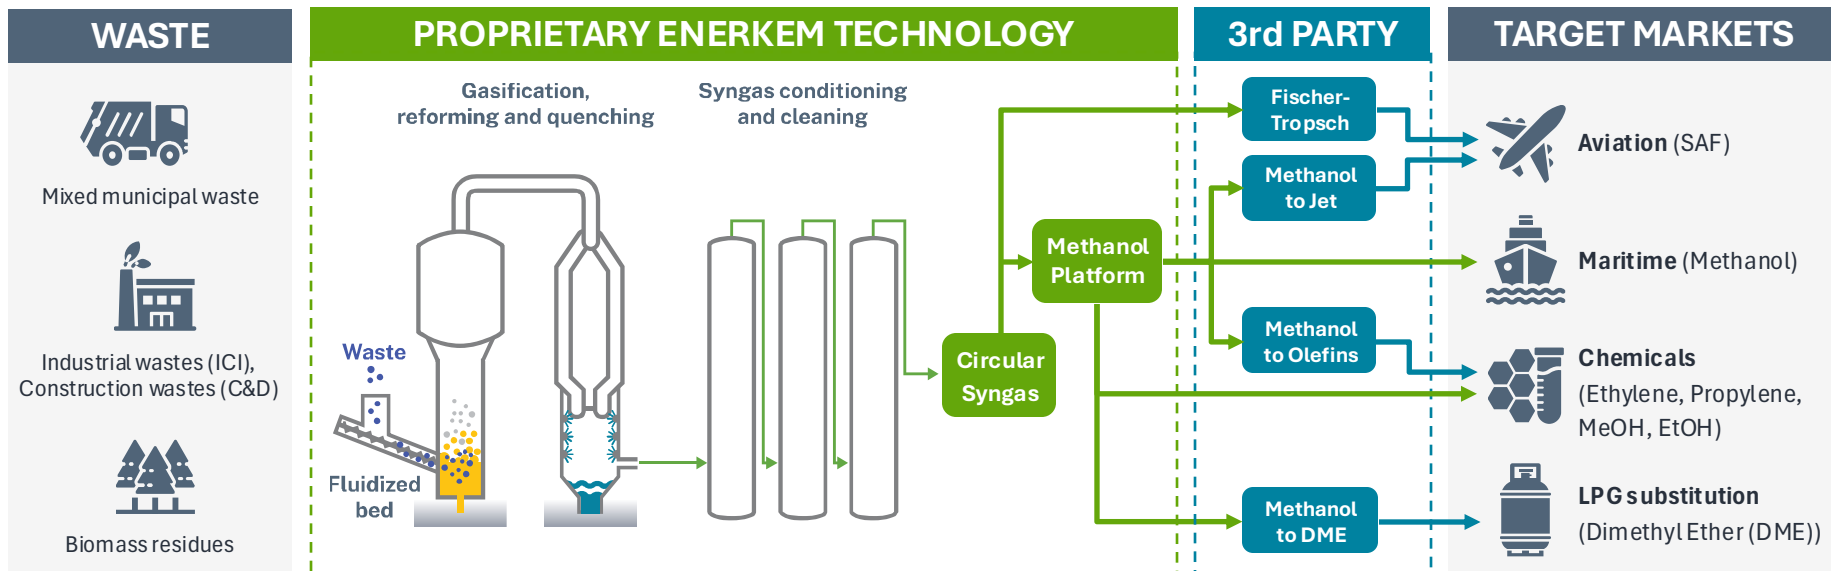 WASTE
Mixed municipal waste
Industrial wastes (ICI),
Construction wastes (C&D)
Biomass residues
PROPRIETARY ENERKEM TECHNOLOGY
Gasification,
reforming and quenching
Syngas conditioning
and cleaning
Waste
Fluidized
bed
Circular
Syngas
Methanol
Platform
3rd PARTY
Fischer-
Tropsch
Methanol
to Jet
Methanol
to Olefins
Methanol
to DME
TARGET MARKETS
Aviation (SAF)
Maritime (Methanol)
Chemicals
(Ethylene, Propylene,
MeOH, EtOH)
LPG substitution
(Dimethyl Ether (DME))